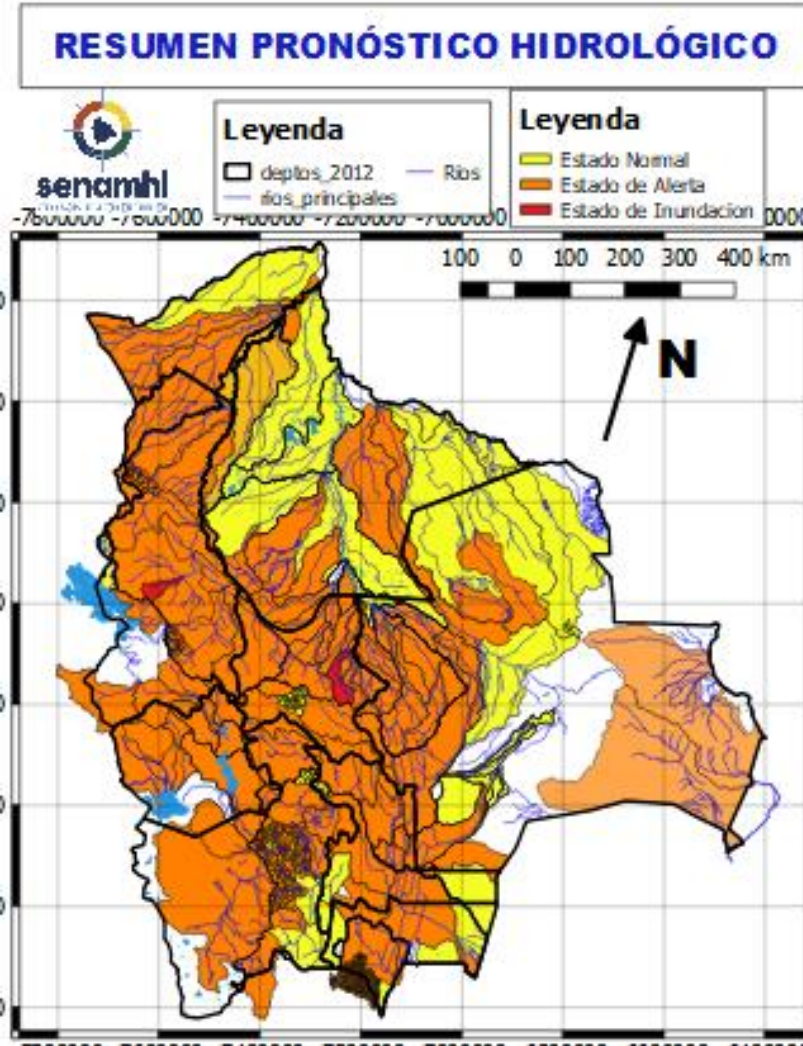 RESUMEN PRONÓSTICO HIDROLÓGICO
senamhi
Leyenda
deptos_2012
Rios
rios_principales
Leyenda
Estado Normal
Estado de Alerta
Estado de Inundacion
-7600000 -7400000 -7200000 -7000000
100 0 100 200 300 400 km
N